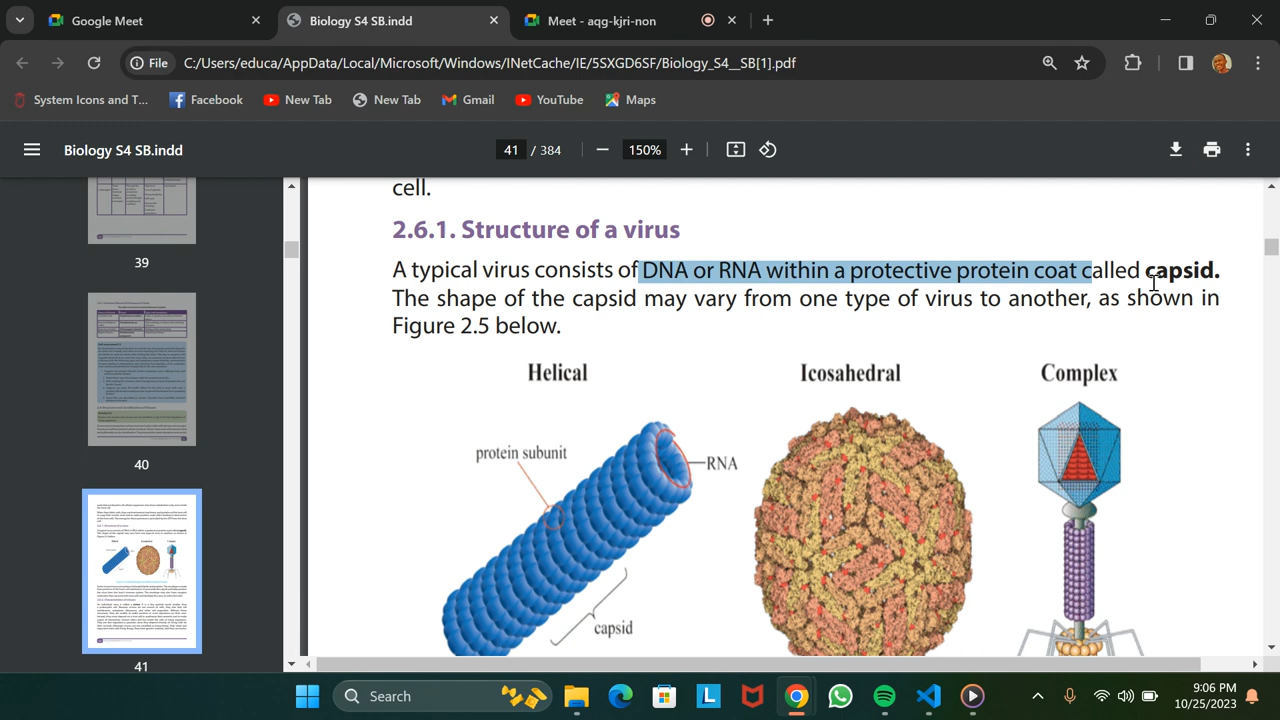 Google Meet
Biology S4 SB.indd
Meet - aqg-kjri-non
File
C:/Users/educa/AppData/Local/Microsoft/Windows/INetCache/IE/5SXGD6SF/Biology_S4__SB[1].pdf
System Icons and T...
Facebook
New Tab
New Tab
Gmail
YouTube
Maps
Biology S4 SB.indd
41 / 384
150%
39
40
41
cell.
2.6.1. Structure of a virus
A typical virus consists of DNA or RNA within a protective protein coat called capsid.
The shape of the capsid may vary from one type of virus to another, as shown in
Figure 2.5 below.
Helical
Icosahedral
Complex
protein subunit
RNA
capsid
Search
9:06 PM
10/25/2023